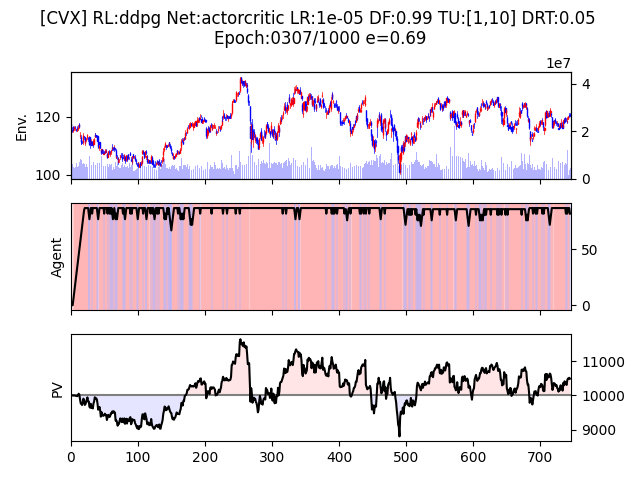 [CVX] RL:ddpg Net:actorcritic LR:1e-05 DF:0.99 TU:[1,10] DRT:0.05
Epoch:0307/1000 e=0.69
1e7
Env.
120
100
4
2
0
Agent
50
0
PV
11000
10000
9000
0 100 200 300 400 500 600 700